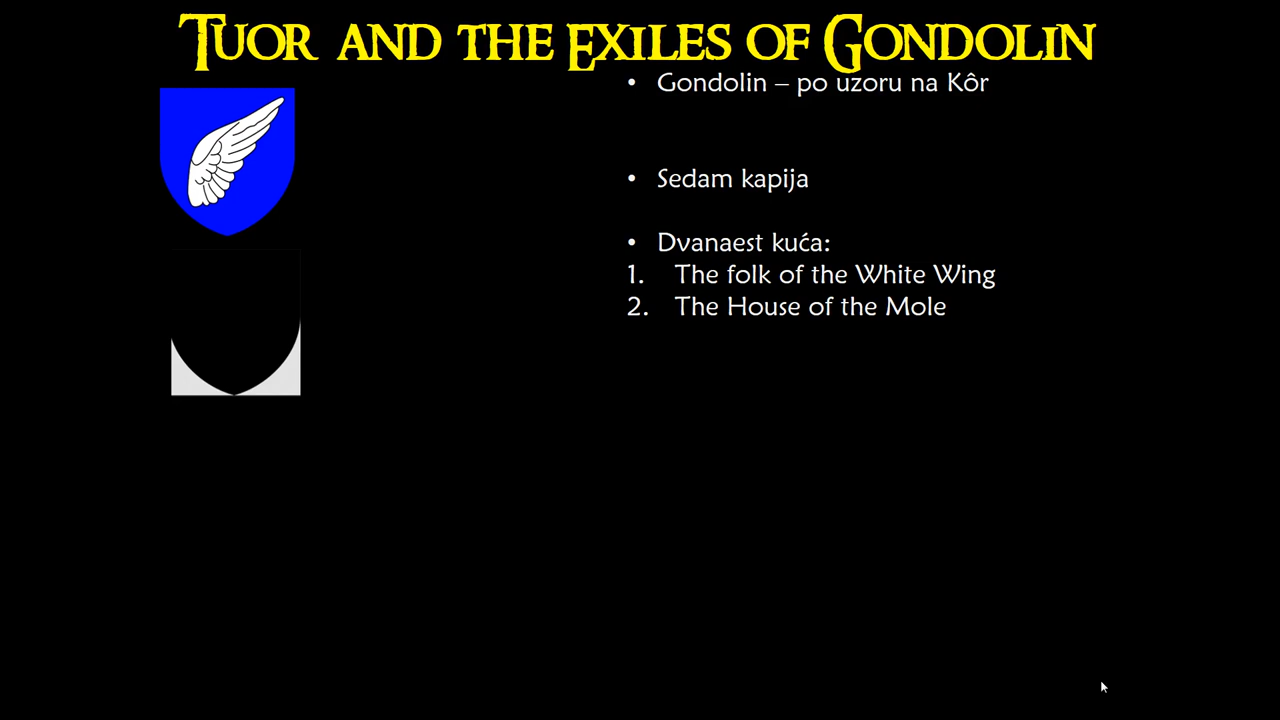 Tuor and the Exiles of Gondolin
• Gondolin – po uzoru na Kôr
• Sedam kapija
• Dvanaest kuća:
1. The folk of the White Wing
2. The House of the Mole